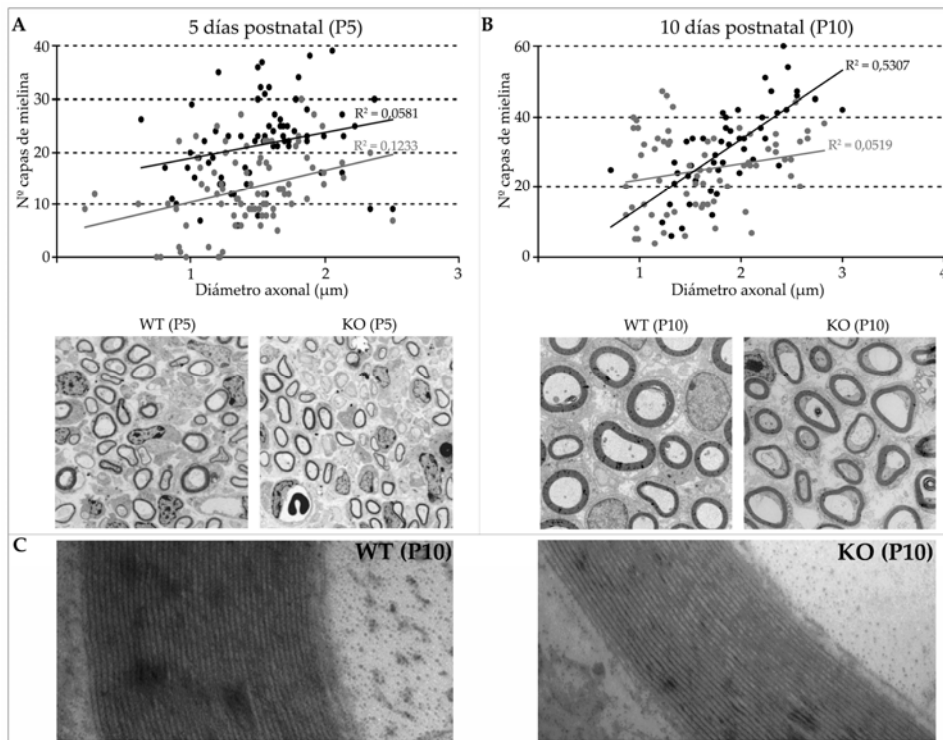 A
5 días postnatal (P5)
Nº capas de mielina
40
30
20
10
0
R² = 0,0581
R² = 0,1233
1
2
3
Diámetro axonal (µm)
WT (P5)
KO (P5)
B
10 días postnatal (P10)
Nº capas de mielina
60
40
20
0
R² = 0,5307
R² = 0,0519
1
2
3
4
Diámetro axonal (µm)
WT (P10)
KO (P10)
C
WT (P10)
KO (P10)